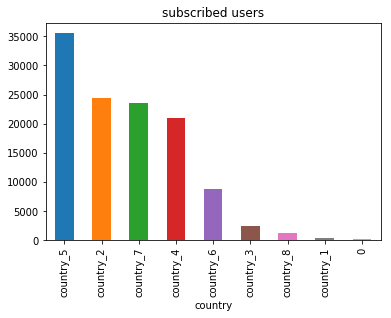 subscribed users
35000
30000
25000
20000
15000
10000
5000
0
country_5
country_2
country_7
country_4
country_6
country_3
country_8
country_1
0
country